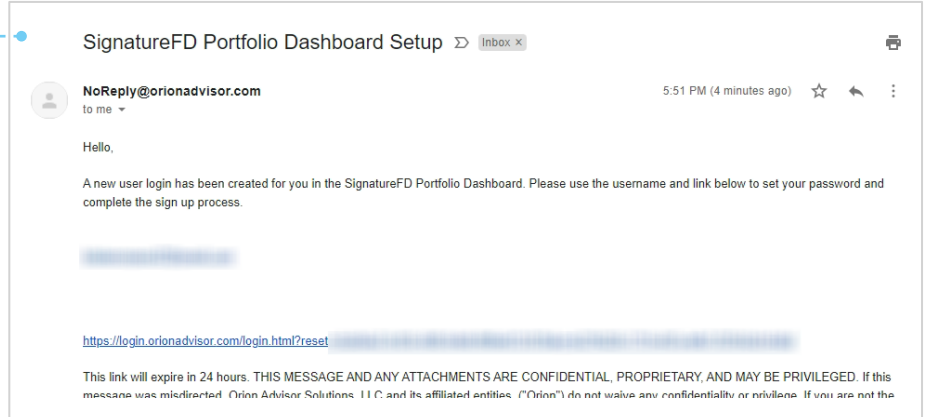 SignatureFD Portfolio Dashboard Setup Inbox ×
NoReply@orionadvisor.com 5:51 PM (4 minutes ago)
to me
Hello,
A new user login has been created for you in the SignatureFD Portfolio Dashboard. Please use the username and link below to set your password and
complete the sign up process.
https://login.orionadvisor.com/login.html?reset
This link will expire in 24 hours. THIS MESSAGE AND ANY ATTACHMENTS ARE CONFIDENTIAL, PROPRIETARY, AND MAY BE PRIVILEGED. If this
message was misdirected, Orion Advisor Solutions, LLC and its affiliated entities, ("Orion") do not waive any confidentiality or privilege. If you are not the